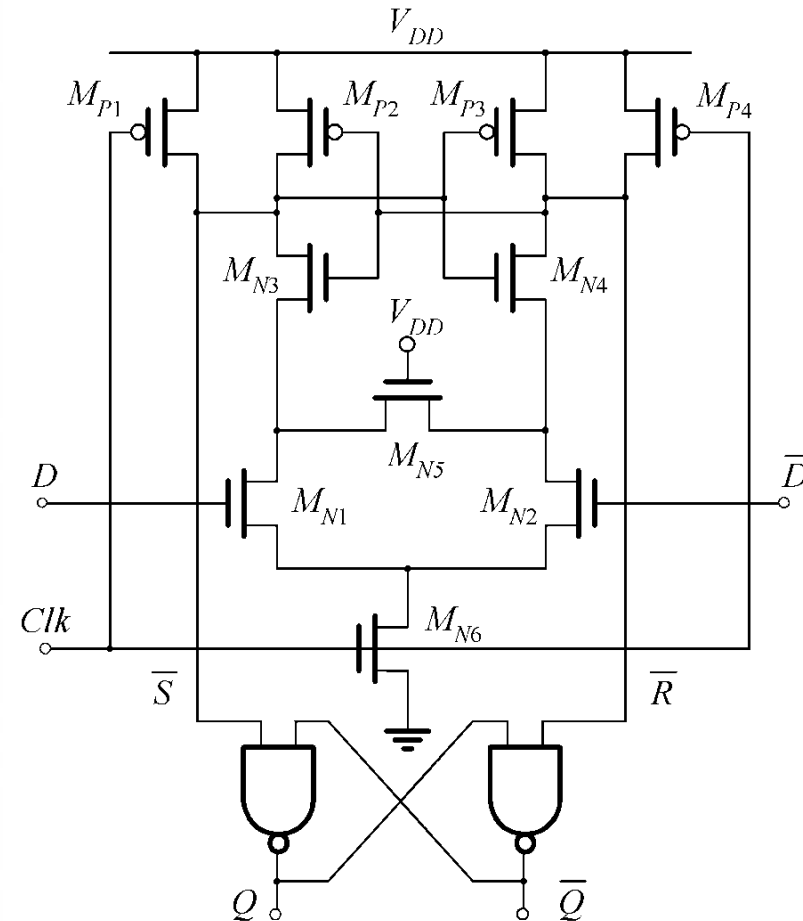 V_DD
M_P1
M_P2
M_P3
M_P4
M_N3
M_N4
V_DD
M_N5
D
M_N1
M_N2
D̅
Clk
M_N6
S̅
R̅
Q
Q̅